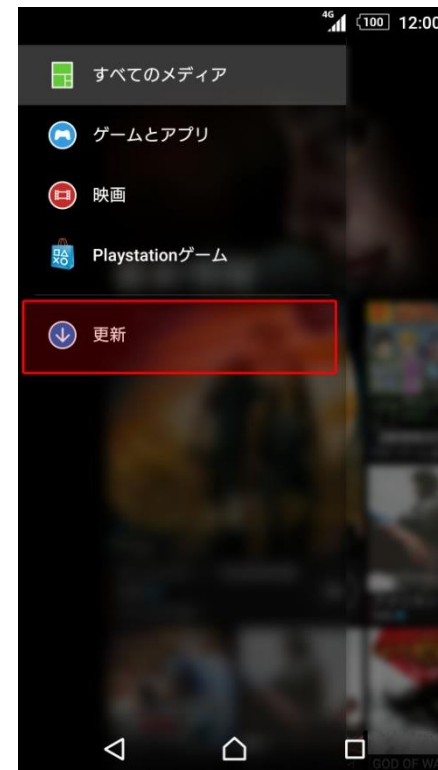 4G 100 12:00
すべてのメディア
ゲームとアプリ
映画
Playstationゲーム
更新
GOD OF WA